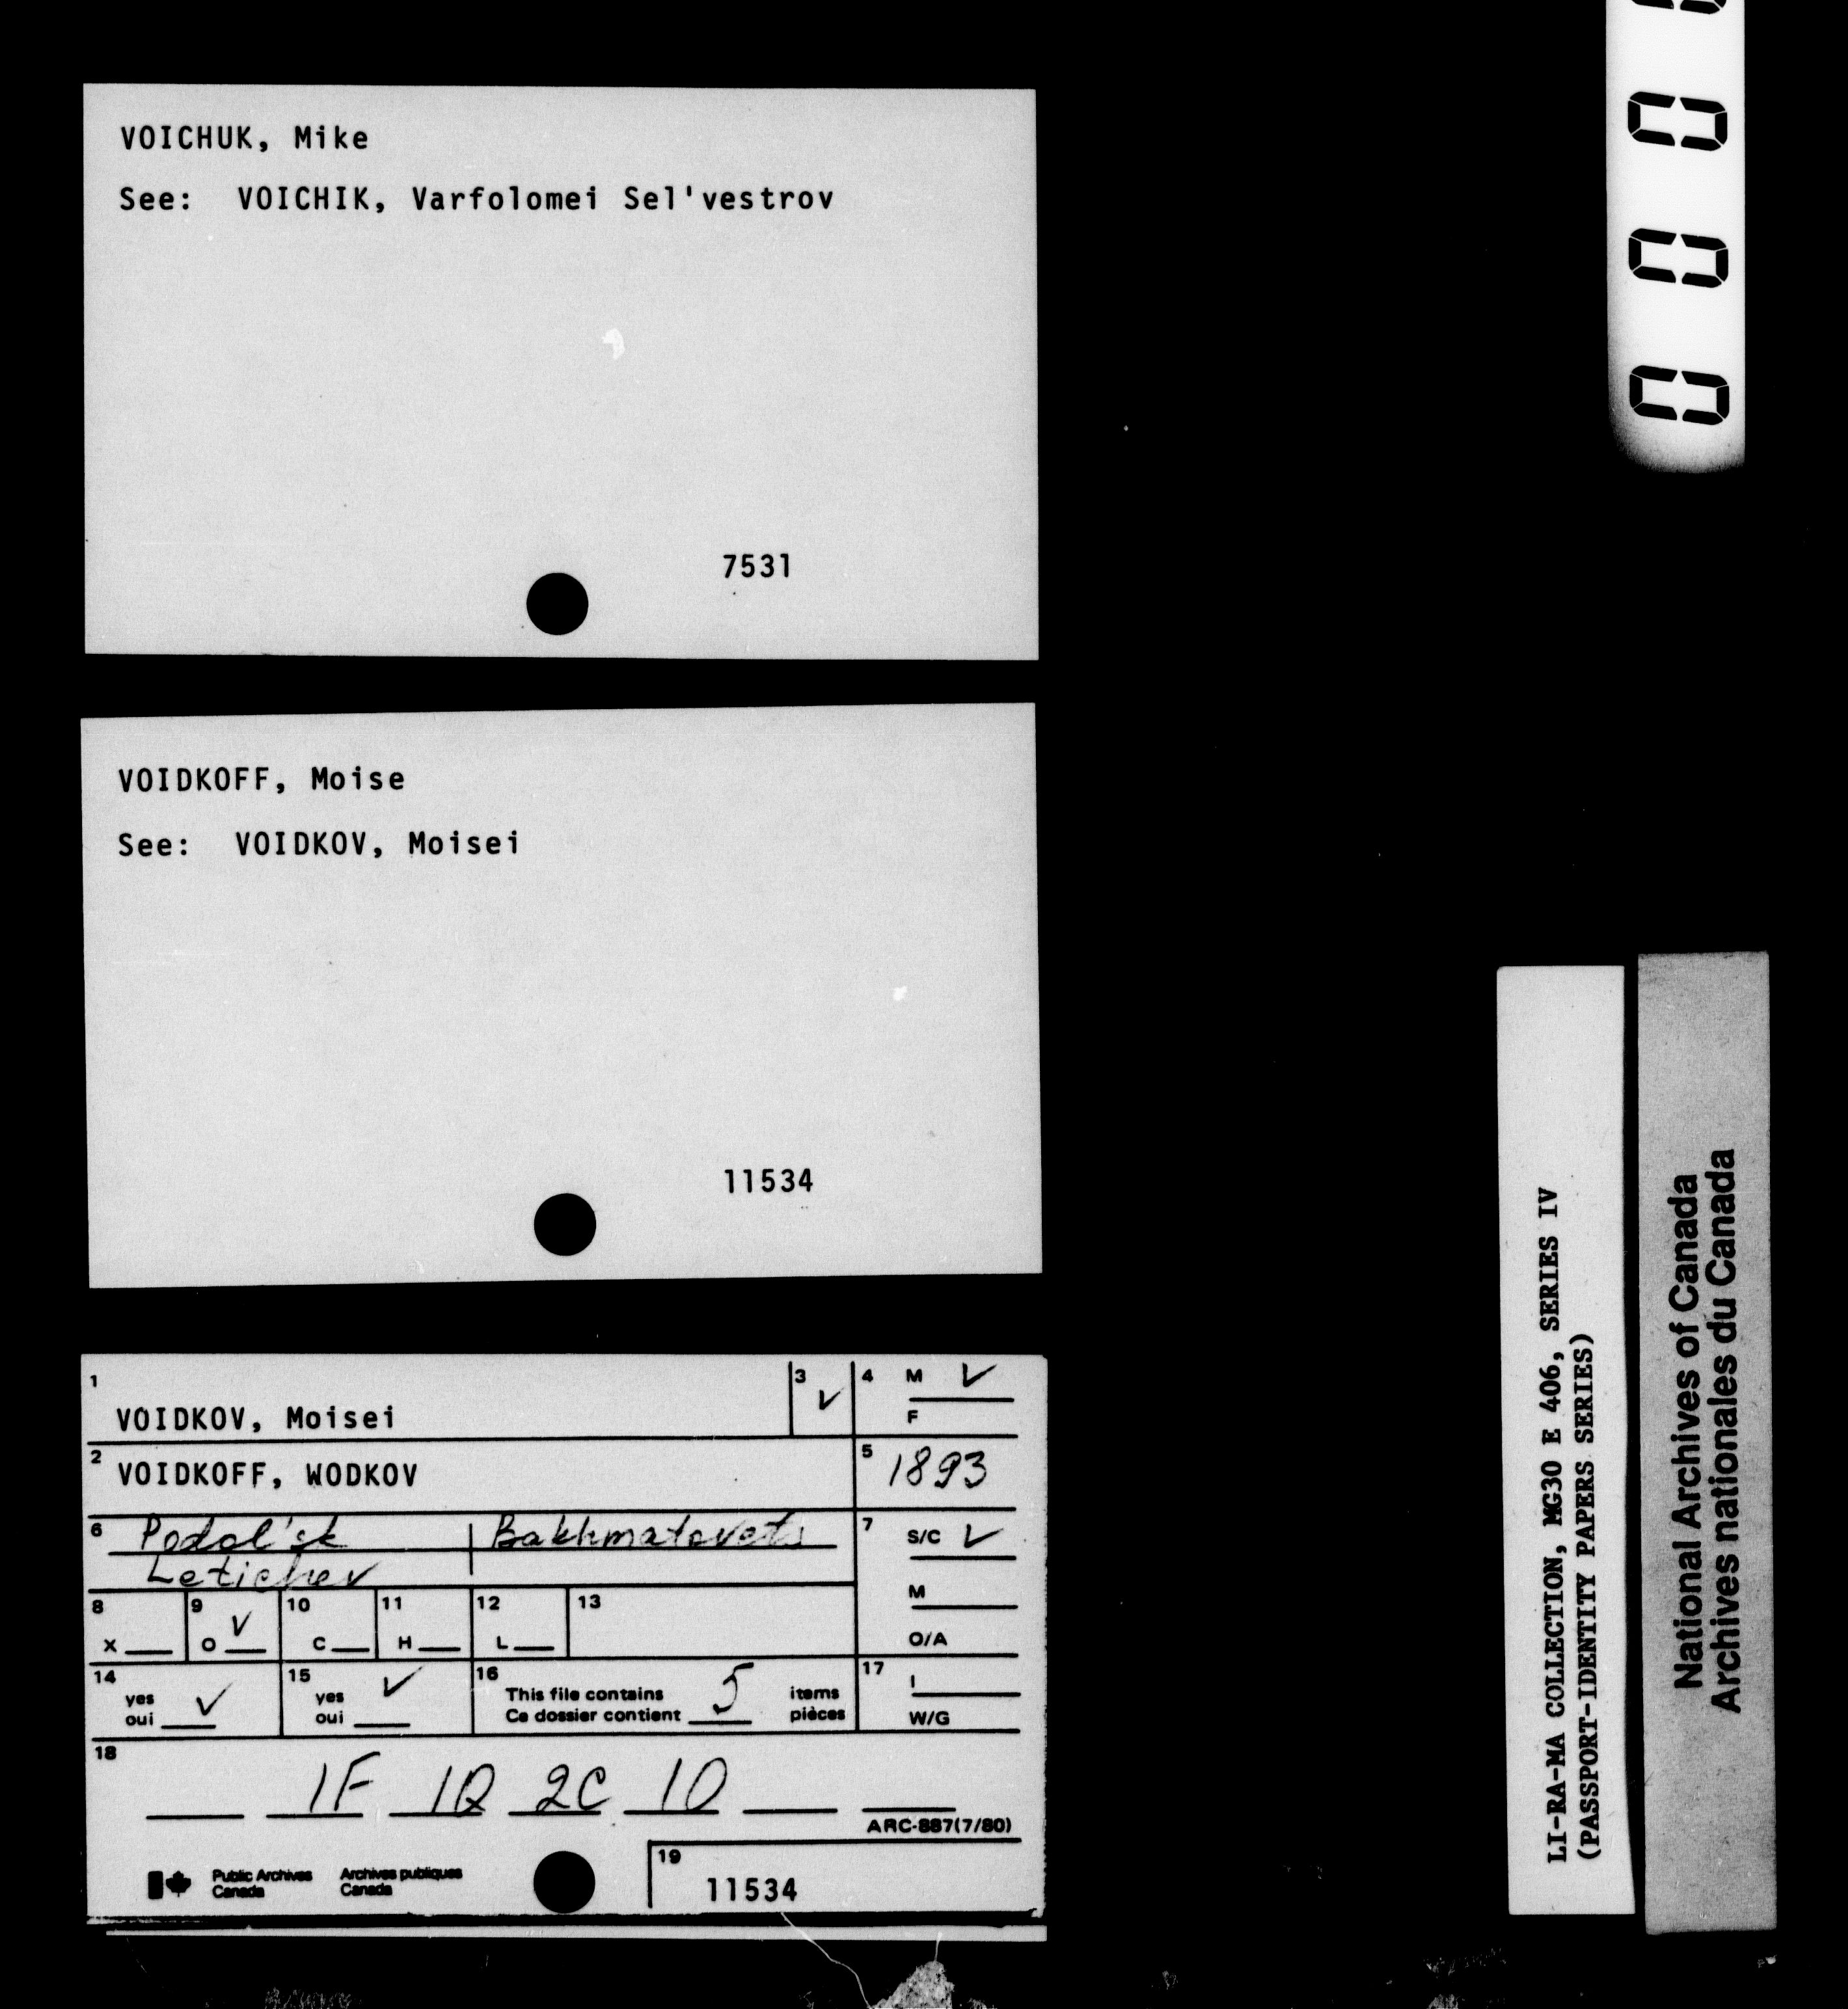 VOICHUK, Mike
See: VOICHIK, Varfolomei Sel'vestrov
7531
VOIDKOFF, Moise
See: VOIDKOV, Moisei
11534
1
VOIDKOV, Moisei
3 ✓
4 M ✓
F
2 VOIDKOFF, WODKOV
5 1893
6 Podol'sk Bakhmatovets
Letichev
7 S/C ✓
M
O/A
8 X
9 O ✓
10 C
11 H
12 L
13
14 yes
oui ✓
15 yes
oui ✓
16 This file contains 5 items
Ce dossier contient pièces
17 I
W/G
18
1F 1Q 2C 1O
ARC-887(7/80)
Public Archives
Canada
Archives publiques
Canada
19
11534
LI-RA-MA COLLECTION, MG30 E 406, SERIES IV
(PASSPORT-IDENTITY PAPERS SERIES)
National Archives of Canada
Archives nationales du Canada
0 0 0